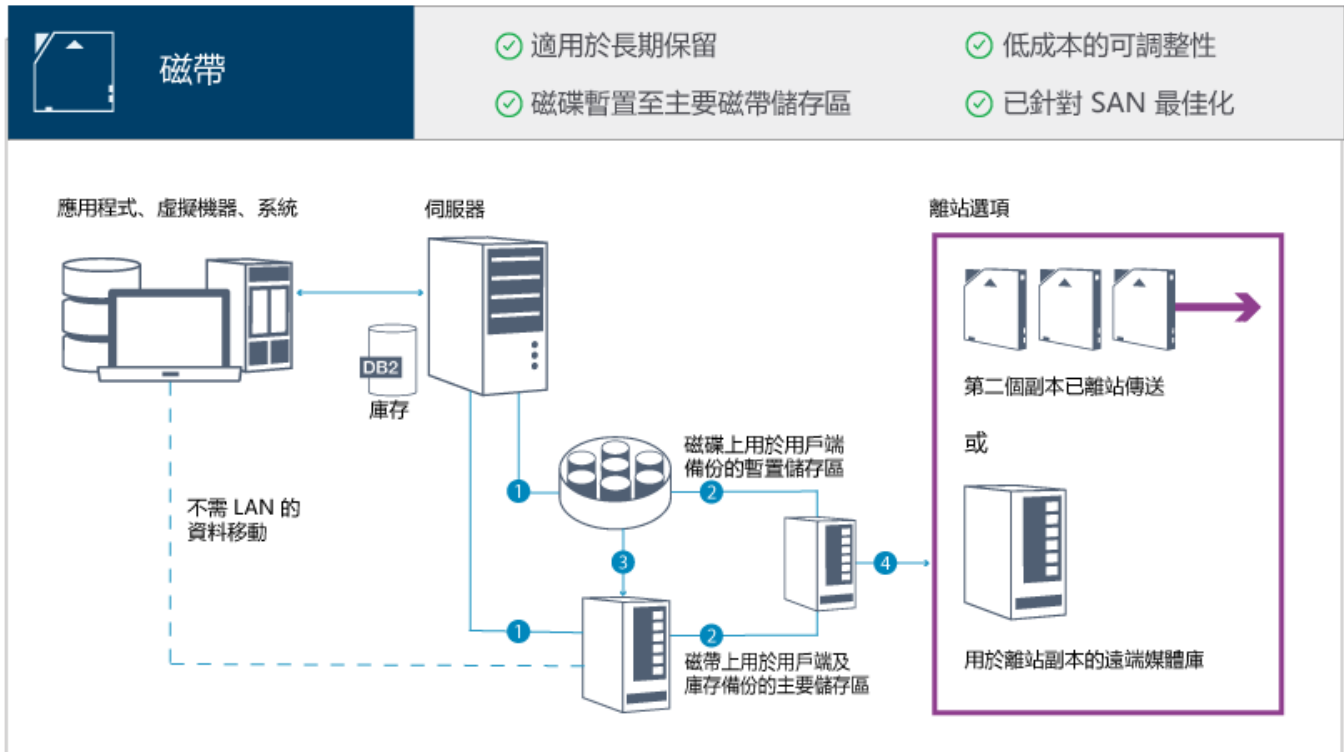 磁帶
適用於長期保留
低成本的可調整性
磁碟暫置至主要磁帶儲存區
已針對 SAN 最佳化
應用程式、虛擬機器、系統
伺服器
離站選項
DB2
庫存
第二個副本已離站傳送
磁碟上用於用戶端
備份的暫置儲存區
或
1
2
不需 LAN 的
資料移動
3
4
1
2
磁帶上用於用戶端及
庫存備份的主要儲存區
用於離站副本的遠端媒體庫